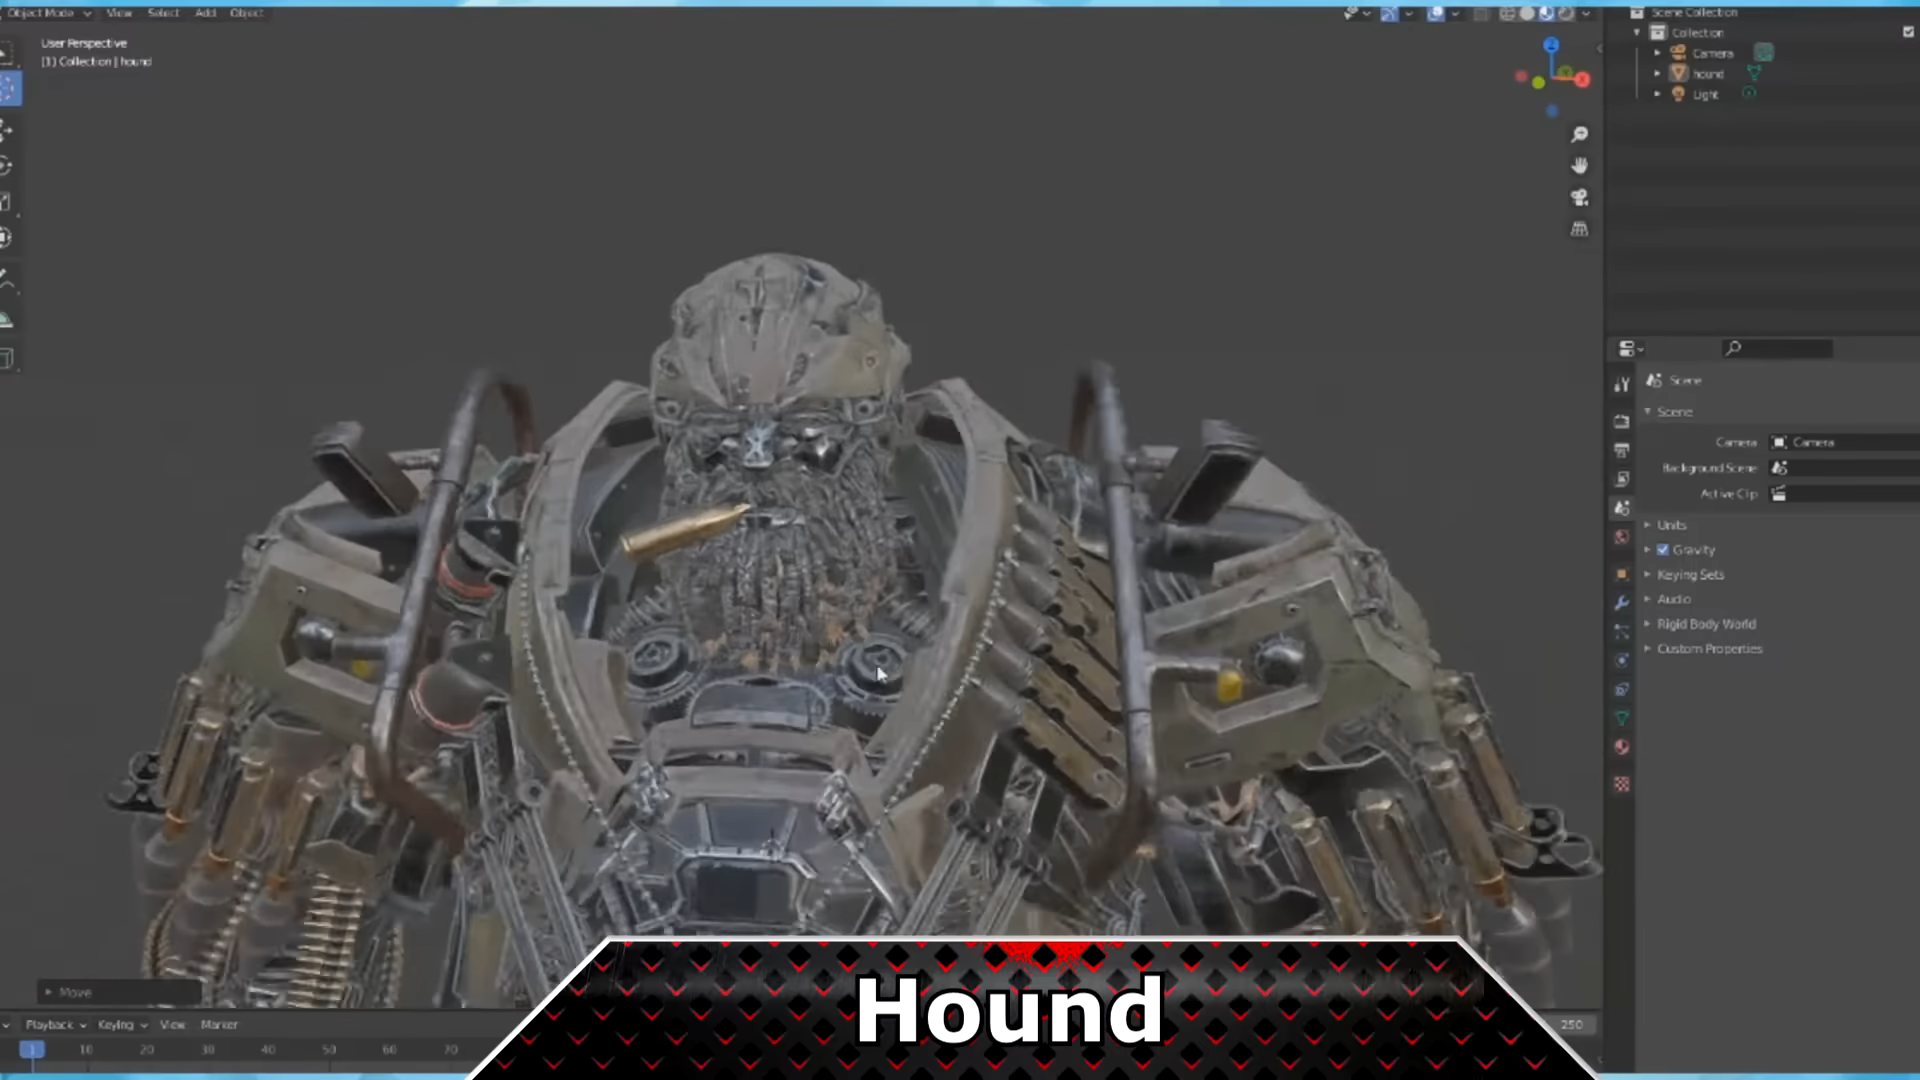 Object Mode View Select Add Object
User Perspective
(1) Collection | hound
Scene Collection
Collection
Camera
hound
Light
Scene
Scene
Camera Camera
Background Scene
Active Clip
Units
Gravity
Keying Sets
Audio
Rigid Body World
Custom Properties
Move
Playback Keying View Marker
250
1 10 20 30 40 50 60 70
Hound